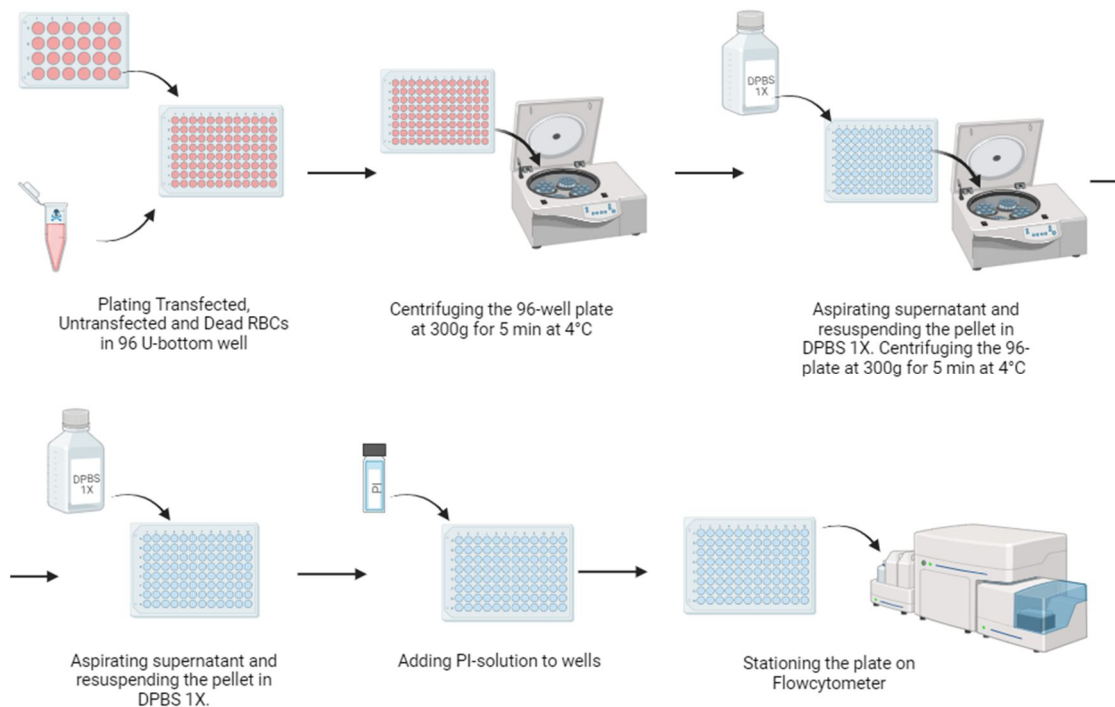 DPBS
1X
Plating Transfected,
Untransfected and Dead RBCs
in 96 U-bottom well
Centrifuging the 96-well plate
at 300g for 5 min at 4°C
Aspirating supernatant and
resuspending the pellet in
DPBS 1X. Centrifuging the 96-
plate at 300g for 5 min at 4°C
DPBS
1X
PI
Aspirating supernatant and
resuspending the pellet in
DPBS 1X.
Adding PI-solution to wells
Stationing the plate on
Flowcytometer